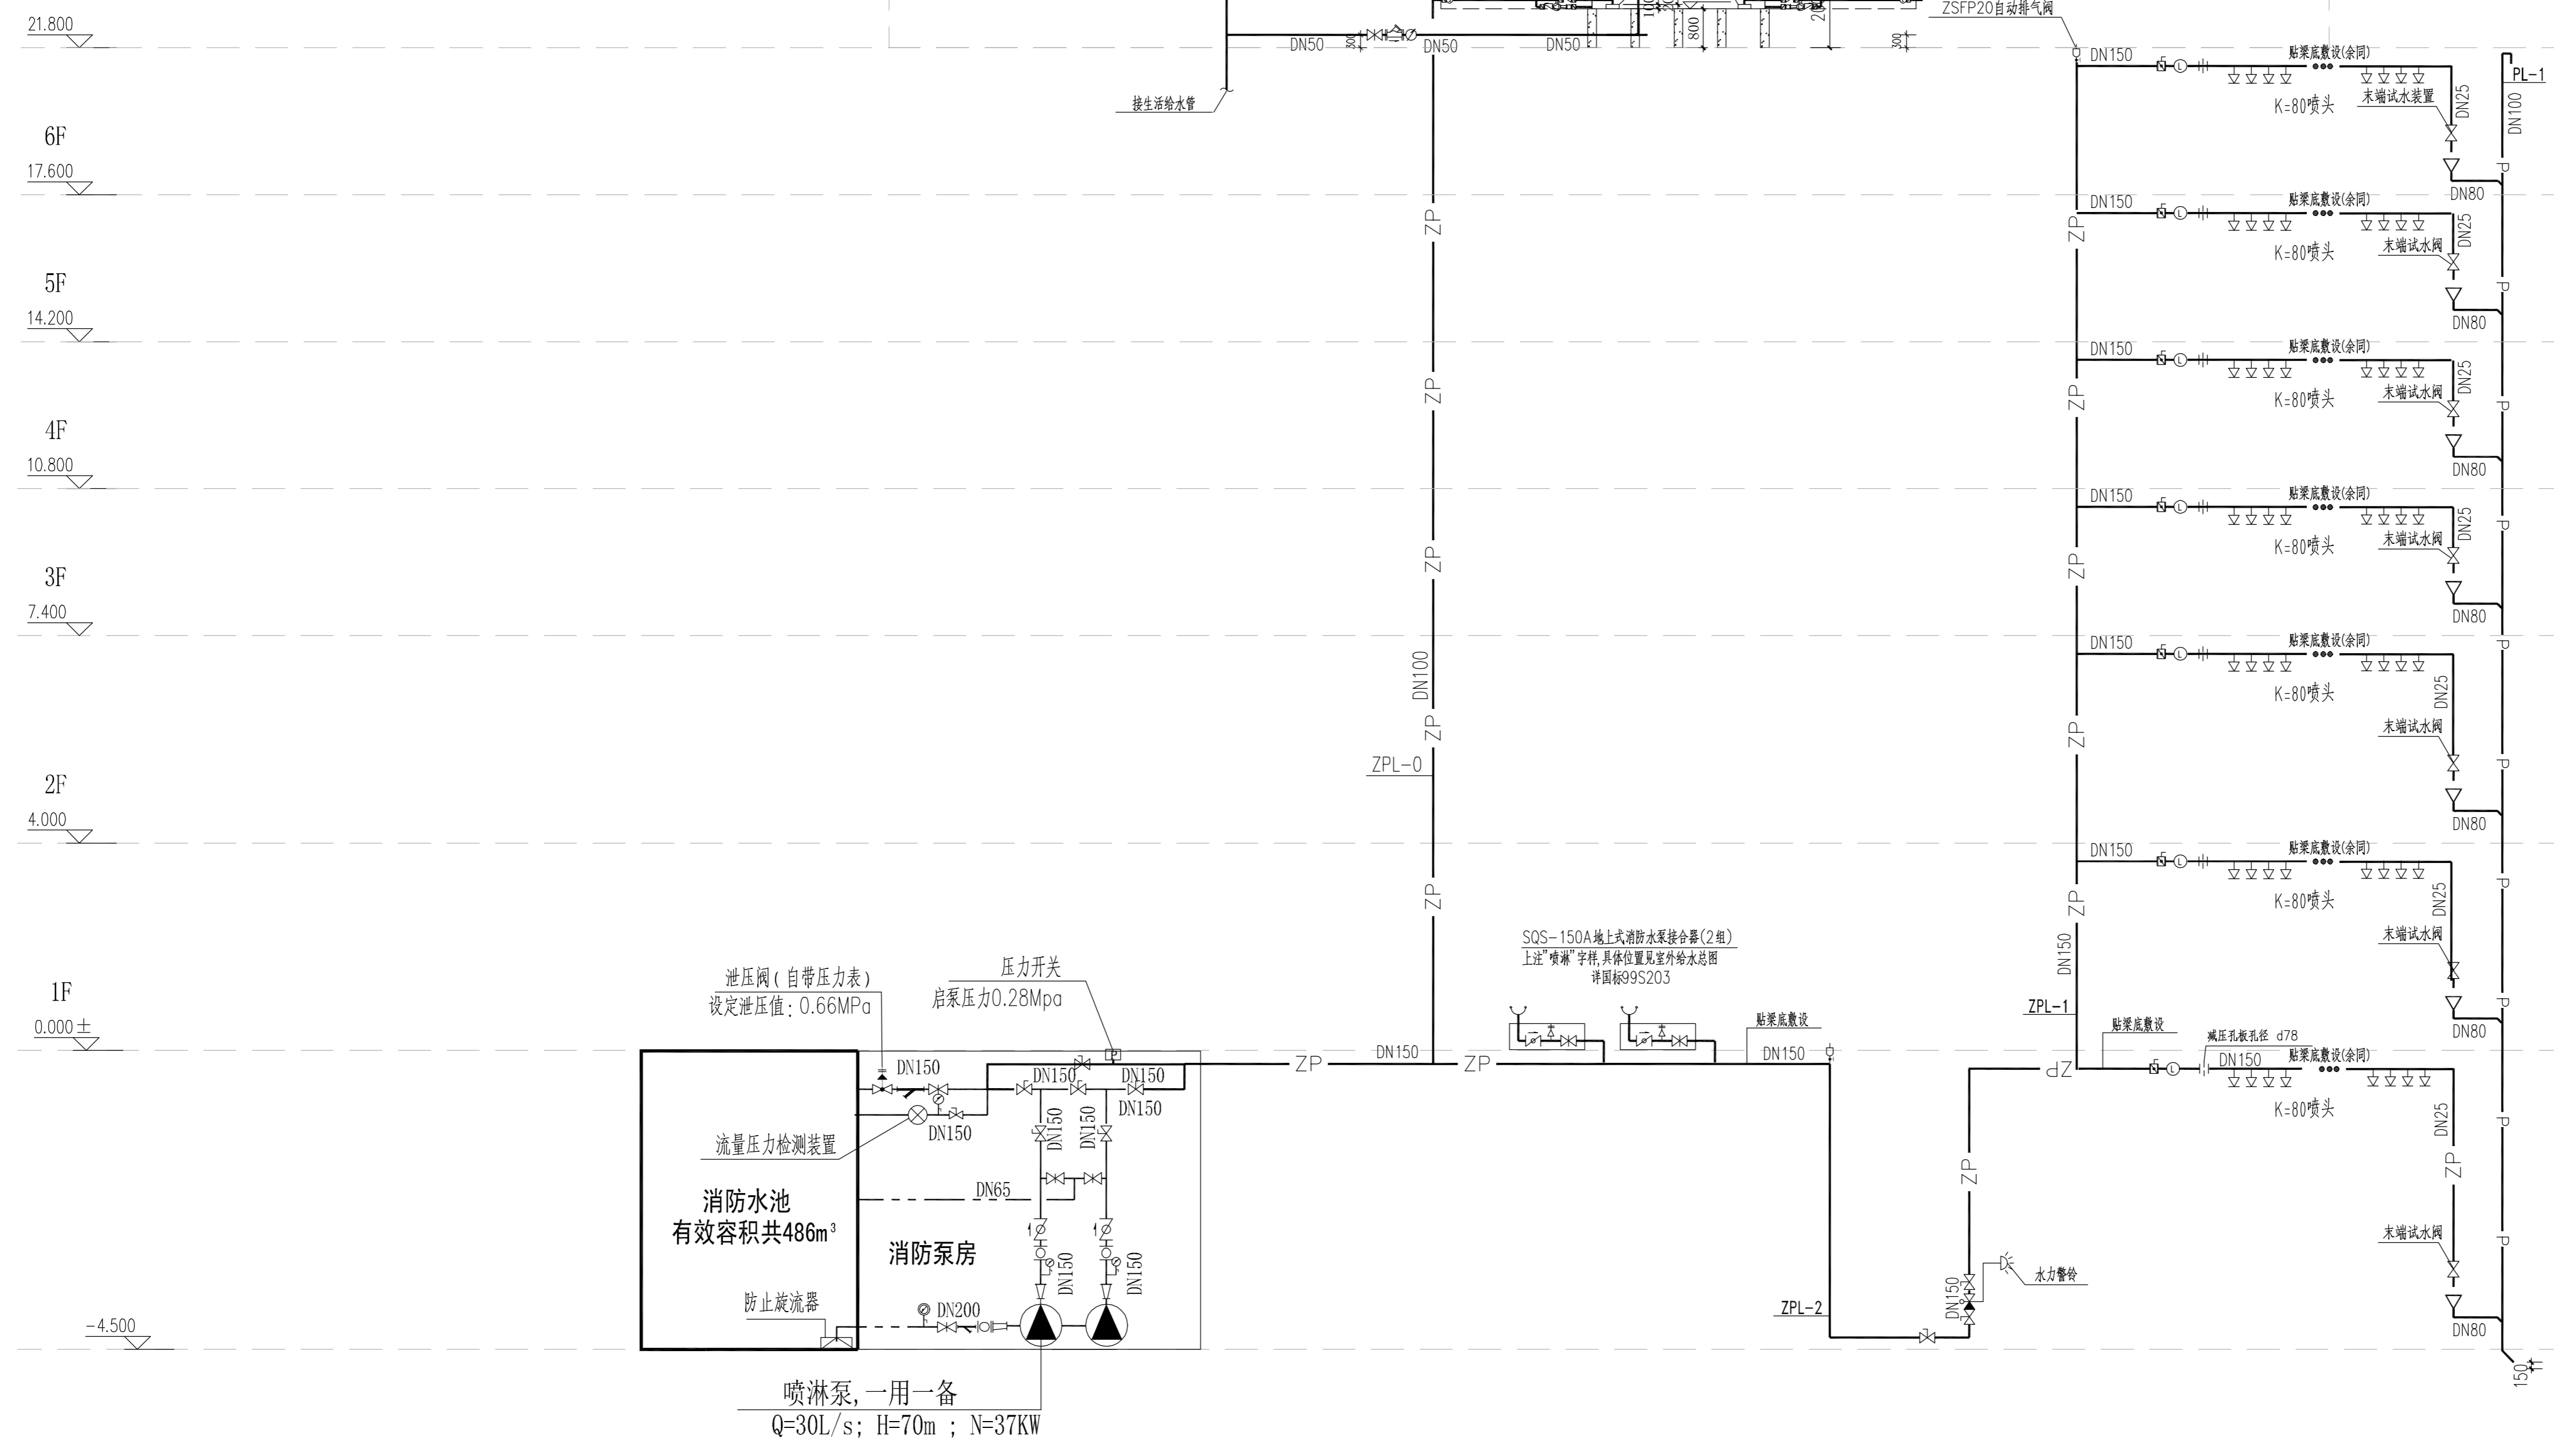 ZSFP20自动排气阀
21.800
DN50
300
DN50
DN50
100
800
20
300
DN150
贴梁底敷设(余同)
PL-1
末端试水装置
DN25
DN100
接生活给水管
K=80喷头
6F
17.600
P
DN80
DN150
贴梁底敷设(余同)
ZP
ZP
DN25
末端试水阀
K=80喷头
5F
P
14.200
DN80
DN150
贴梁底敷设(余同)
ZP
ZP
DN25
末端试水阀
K=80喷头
P
4F
10.800
DN80
DN150
贴梁底敷设(余同)
P
DN25
末端试水阀
K=80喷头
ZP
ZP
3F
7.400
DN80
DN150
贴梁底敷设(余同)
P
DN100
K=80喷头
DN25
ZP
ZP
末端试水阀
ZPL-0
P
2F
4.000
DN80
DN150
贴梁底敷设(余同)
P
ZP
ZP
K=80喷头
DN25
SQS-150A地上式消防水泵接合器(2组)
上注"喷淋"字样,具体位置见室外给水总图
详国标99S203
DN150
末端试水阀
泄压阀(自带压力表)
设定泄压值: 0.66MPa
压力开关
启泵压力0.28Mpa
1F
0.000±
ZPL-1
P
贴梁底敷设
贴梁底敷设
减压孔板孔径 d78
DN80
DN150
ZP
DN150
ZP
DN150
ZP
DN150
贴梁底敷设(余同)
DN150
DN150
DN150
DN150
DN150
DN150
K=80喷头
DN25
P
流量压力检测装置
ZP
ZP
DN65
消防水池
有效容积共486m³
消防泵房
末端试水阀
P
DN150
DN150
水力警铃
DN150
防止旋流器
DN200
ZPL-2
-4.500
DN80
150
喷淋泵,一用一备
Q=30L/s; H=70m ; N=37KW